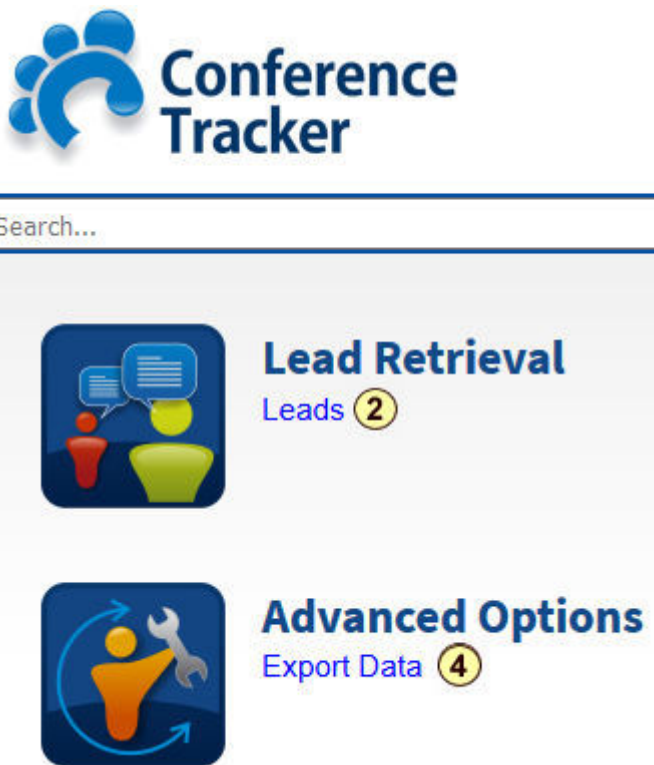 Conference
Tracker
Search...
Lead Retrieval
Leads 2
Advanced Options
Export Data 4